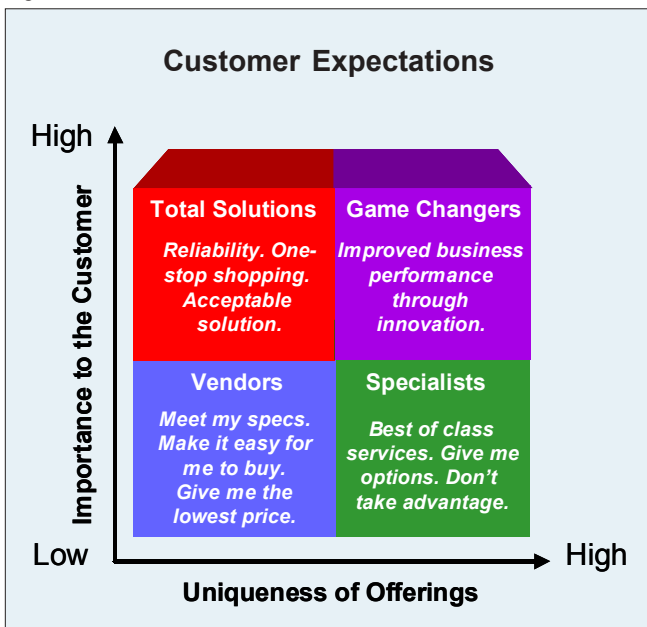 Customer Expectations
High
Importance to the Customer
Total Solutions
Reliability. One-
stop shopping.
Acceptable
solution.
Game Changers
Improved business
performance
through
innovation.
Vendors
Meet my specs.
Make it easy for
me to buy.
Give me the
lowest price.
Specialists
Best of class
services. Give me
options. Don’t
take advantage.
Low
High
Uniqueness of Offerings